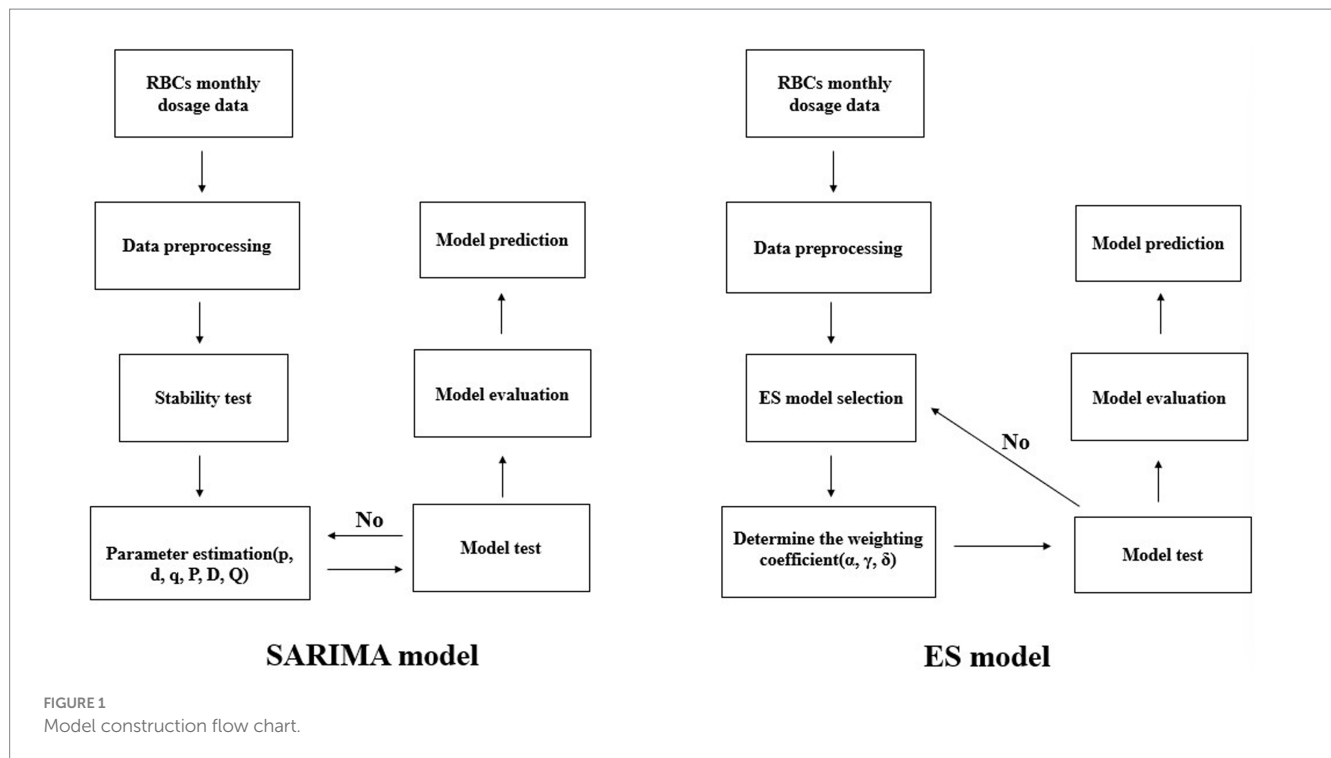 RBCs monthly
dosage data
Data preprocessing
Stability test
Parameter estimation(p,
d, q, P, D, Q)
No
Model test
Model evaluation
Model prediction
SARIMA model
RBCs monthly
dosage data
Data preprocessing
ES model selection
Determine the weighting
coefficient(α, γ, δ)
No
Model test
Model evaluation
Model prediction
ES model
FIGURE 1
Model construction flow chart.